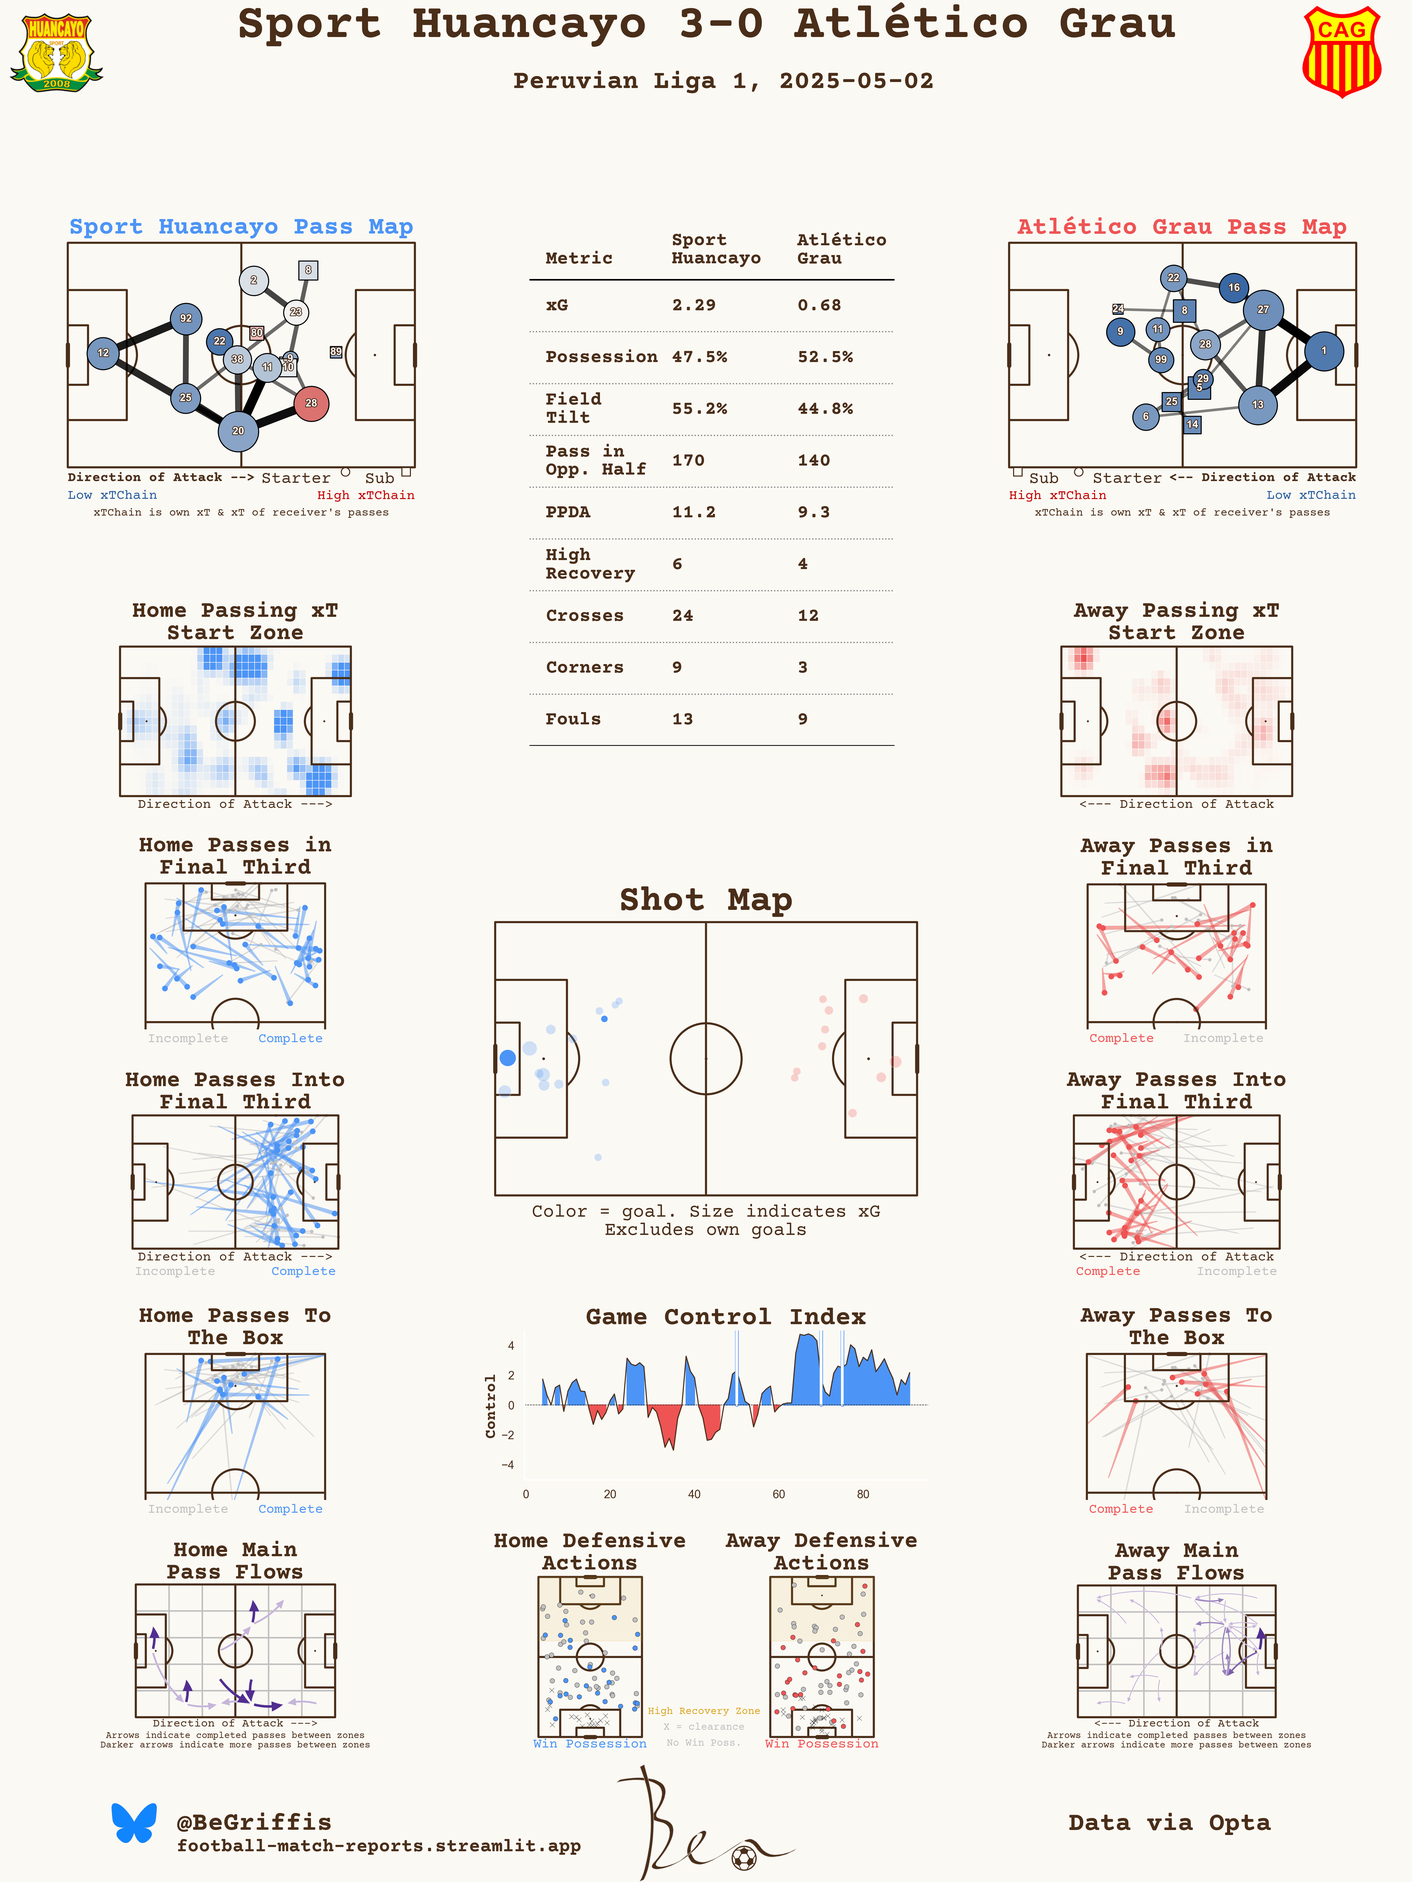 Sport Huancayo 3-0 Atlético Grau
Peruvian Liga 1, 2025-05-02
HUANCAYO
SPORT
2008
CAG
Sport Huancayo Pass Map
12
92
25
22
38
20
2
8
23
80
9
10
11
89
28
Direction of Attack --> Starter Sub
Low xTChain High xTChain
xTChain is own xT & xT of receiver's passes
Metric Sport Huancayo Atlético Grau
xG 2.29 0.68
Possession 47.5% 52.5%
Field Tilt 55.2% 44.8%
Pass in Opp. Half 170 140
PPDA 11.2 9.3
High Recovery 6 4
Crosses 24 12
Corners 9 3
Fouls 13 9
Atlético Grau Pass Map
22
16
24
8
27
9
11
28
99
1
29
5
25
13
6
14
Sub Starter <-- Direction of Attack
High xTChain Low xTChain
xTChain is own xT & xT of receiver's passes
Home Passing xT
Start Zone
Direction of Attack --->
Away Passing xT
Start Zone
<--- Direction of Attack
Home Passes in
Final Third
Incomplete Complete
Away Passes in
Final Third
Complete Incomplete
Shot Map
Color = goal. Size indicates xG
Excludes own goals
Home Passes Into
Final Third
Direction of Attack --->
Incomplete Complete
Away Passes Into
Final Third
<--- Direction of Attack
Complete Incomplete
Home Passes To
The Box
Incomplete Complete
Game Control Index
Control
4
2
0
−2
−4
0 20 40 60 80
Away Passes To
The Box
Complete Incomplete
Home Main
Pass Flows
Direction of Attack --->
Arrows indicate completed passes between zones
Darker arrows indicate more passes between zones
Home Defensive
Actions
Win Possession
Away Defensive
Actions
Win Possession
High Recovery Zone
X = clearance
No Win Poss.
Away Main
Pass Flows
<--- Direction of Attack
Arrows indicate completed passes between zones
Darker arrows indicate more passes between zones
@BeGriffis
football-match-reports.streamlit.app
Ben
Data via Opta